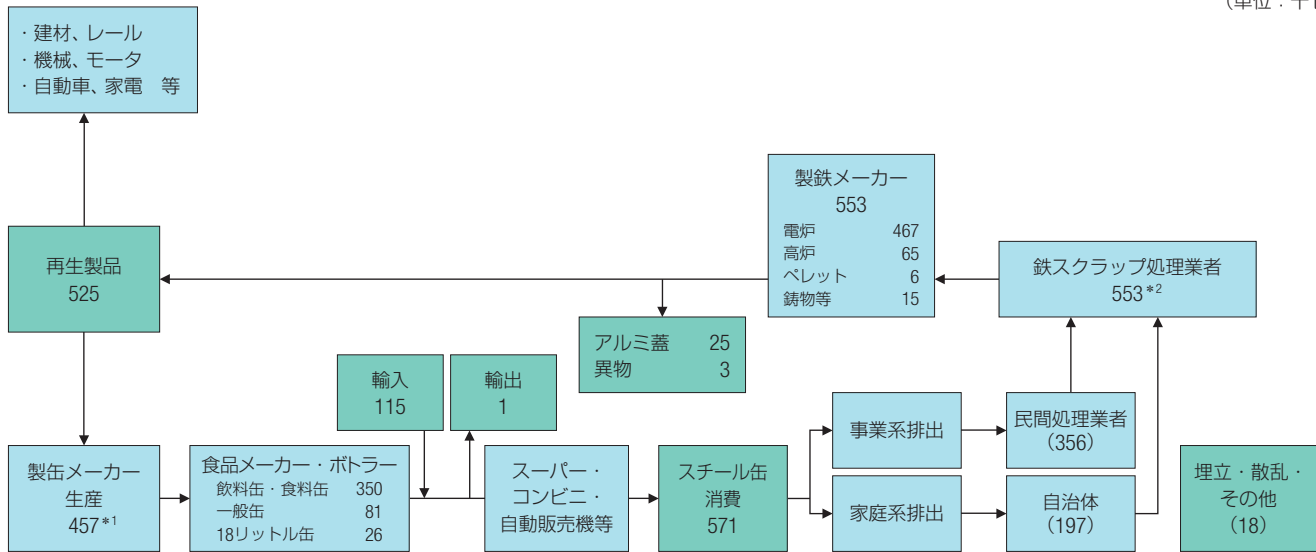 (単位:千
・建材、レール
・機械、モータ
・自動車、家電 等
製鉄メーカー
553
電炉 467
高炉 65
ペレット 6
鋳物等 15
再生製品
525
鉄スクラップ処理業者
553*2
アルミ蓋 25
異物 3
輸入
115
輸出
1
製缶メーカー
生産
457*1
食品メーカー・ボトラー
飲料缶・食料缶 350
一般缶 81
18リットル缶 26
スーパー・
コンビニ・
自動販売機等
スチール缶
消費
571
事業系排出
家庭系排出
民間処理業者
(356)
自治体
(197)
埋立・散乱・
その他
(18)